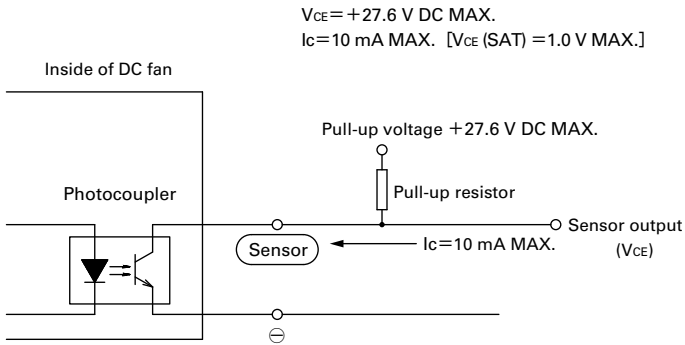 VCE=+27.6 V DC MAX.
Ic=10 mA MAX. [VCE (SAT) =1.0 V MAX.]
Inside of DC fan
Pull-up voltage +27.6 V DC MAX.
Photocoupler
Pull-up resistor
Sensor output
(VCE)
Sensor
Ic=10 mA MAX.
⊖